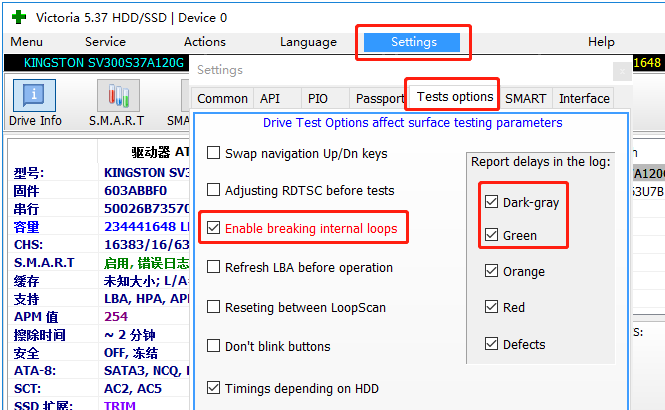 Victoria 5.37 HDD/SSD | Device 0
Menu Service Actions Language Settings Help
KINGSTON SV300S37A120G 1648
Settings
Common API PIO Passport Tests options SMART Interface
Drive Info S.M.A.R.T SMA
Drive Test Options affect surface testing parameters
Swap navigation Up/Dn keys
Adjusting RDTSC before tests
Enable breaking internal loops
Refresh LBA before operation
Reseting between LoopScan
Don't blink buttons
Timings depending on HDD
Report delays in the log:
Dark-gray
Green
Orange
Red
Defects
驱动器 AT
型号: KINGSTON SV3
固件 603ABBF0
串行 50026B73570
容量 234441648 L
CHS: 16383/16/63
S.M.A.R.T 启用, 错误日志
缓存 未知大小; L/A
支持 LBA, HPA, API
APM 值 254
擦除时间 ~ 2 分钟
安全 OFF, 冻结
ATA-8: SATA3, NCQ,
SCT: AC2, AC5
SSD 扩展: TRIM
A120G
63U7B
S: